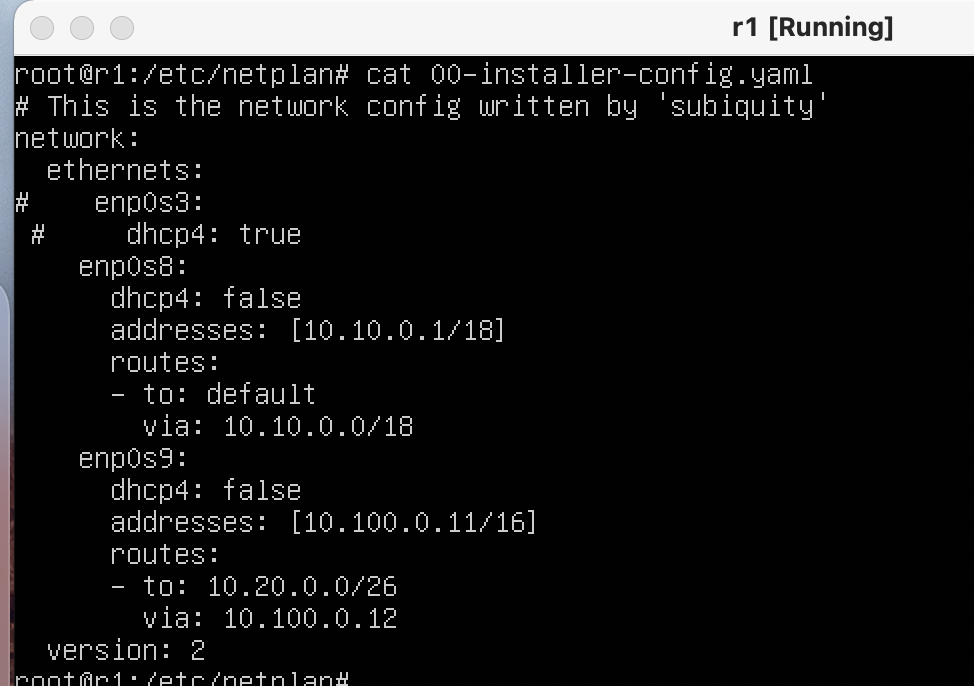 r1 [Running]
root@r1:/etc/netplan# cat 00-installer-config.yaml
# This is the network config written by 'subiquity'
network:
  ethernets:
#    enp0s3:
 #     dhcp4: true
    enp0s8:
      dhcp4: false
      addresses: [10.10.0.1/18]
      routes:
      - to: default
        via: 10.10.0.0/18
    enp0s9:
      dhcp4: false
      addresses: [10.100.0.11/16]
      routes:
      - to: 10.20.0.0/26
        via: 10.100.0.12
  version: 2
root@r1:/etc/netplan#